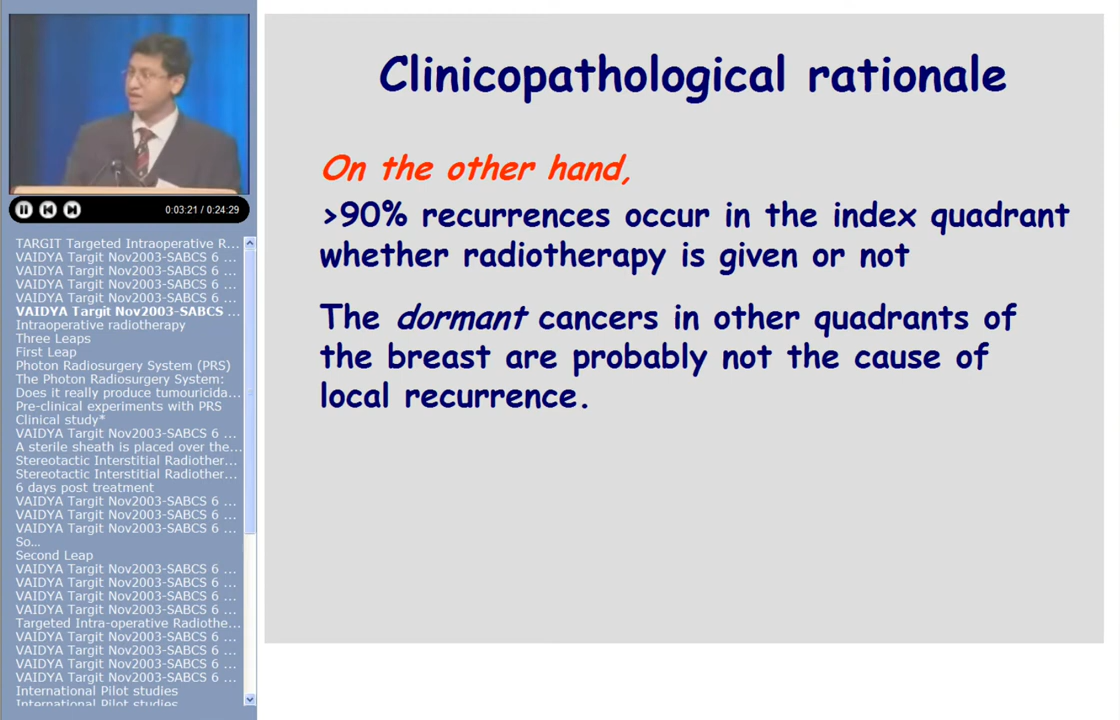 0:03:21 / 0:24:29
TARGIT Targeted Intraoperative R...
VAIDYA Targit Nov2003-SABCS 6 ...
VAIDYA Targit Nov2003-SABCS 6 ...
VAIDYA Targit Nov2003-SABCS 6 ...
VAIDYA Targit Nov2003-SABCS 6 ...
VAIDYA Targit Nov2003-SABCS ...
Intraoperative radiotherapy
Three Leaps
First Leap
Photon Radiosurgery System (PRS)
The Photon Radiosurgery System:
Does it really produce tumouricida...
Pre-clinical experiments with PRS
Clinical study*
VAIDYA Targit Nov2003-SABCS 6 ...
A sterile sheath is placed over the...
Stereotactic Interstitial Radiother...
Stereotactic Interstitial Radiother...
6 days post treatment
VAIDYA Targit Nov2003-SABCS 6 ...
VAIDYA Targit Nov2003-SABCS 6 ...
VAIDYA Targit Nov2003-SABCS 6 ...
So...
Second Leap
VAIDYA Targit Nov2003-SABCS 6 ...
VAIDYA Targit Nov2003-SABCS 6 ...
VAIDYA Targit Nov2003-SABCS 6 ...
VAIDYA Targit Nov2003-SABCS 6 ...
Targeted Intra-operative Radiothe...
VAIDYA Targit Nov2003-SABCS 6 ...
VAIDYA Targit Nov2003-SABCS 6 ...
VAIDYA Targit Nov2003-SABCS 6 ...
VAIDYA Targit Nov2003-SABCS 6 ...
International Pilot studies
International Pilot studies
Clinicopathological rationale
On the other hand,
>90% recurrences occur in the index quadrant
whether radiotherapy is given or not
The dormant cancers in other quadrants of
the breast are probably not the cause of
local recurrence.